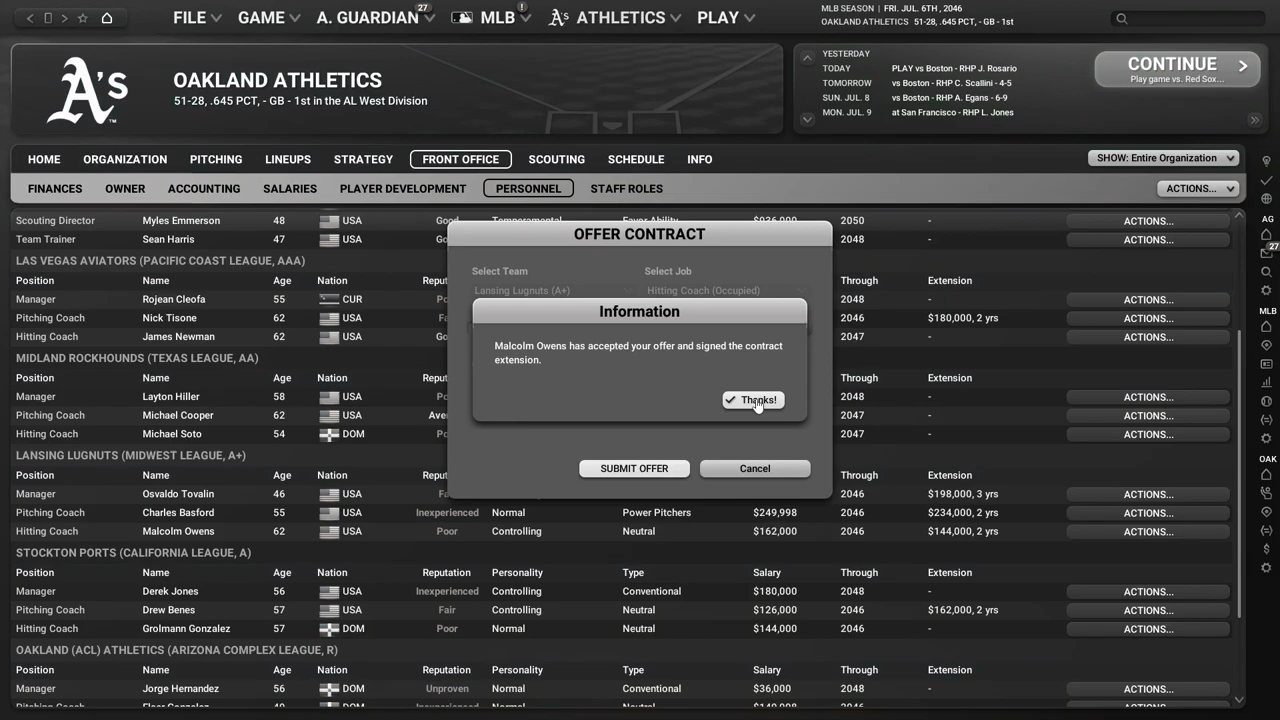 FILE GAME A. GUARDIAN 27 MLB ! A's ATHLETICS PLAY
MLB SEASON | FRI. JUL. 6TH , 2046
OAKLAND ATHLETICS 51-28, .645 PCT, - GB - 1st
A's
OAKLAND ATHLETICS
51-28, .645 PCT, - GB - 1st in the AL West Division
YESTERDAY
TODAY PLAY vs Boston - RHP J. Rosario
TOMORROW vs Boston - RHP C. Scallini - 4-5
SUN. JUL. 8 vs Boston - RHP A. Egans - 6-9
MON. JUL. 9 at San Francisco - RHP L. Jones
CONTINUE
Play game vs. Red Sox...
HOME ORGANIZATION PITCHING LINEUPS STRATEGY FRONT OFFICE SCOUTING SCHEDULE INFO
SHOW: Entire Organization
FINANCES OWNER ACCOUNTING SALARIES PLAYER DEVELOPMENT PERSONNEL STAFF ROLES
ACTIONS...
Scouting Director Myles Emmerson 48 USA Good Temperamental Favor Ability $936,000 2050 - ACTIONS...
Team Trainer Sean Harris 47 USA 2048 - ACTIONS...
LAS VEGAS AVIATORS (PACIFIC COAST LEAGUE, AAA)
Position Name Age Nation Through Extension
Manager Rojean Cleofa 55 CUR 2048 - ACTIONS...
Pitching Coach Nick Tisone 62 USA 2046 $180,000, 2 yrs ACTIONS...
Hitting Coach James Newman 62 USA 2047 - ACTIONS...
MIDLAND ROCKHOUNDS (TEXAS LEAGUE, AA)
Position Name Age Nation Through Extension
Manager Layton Hiller 58 USA 2048 - ACTIONS...
Pitching Coach Michael Cooper 62 USA 2047 - ACTIONS...
Hitting Coach Michael Soto 54 DOM 2047 - ACTIONS...
LANSING LUGNUTS (MIDWEST LEAGUE, A+)
Position Name Age Nation Through Extension
Manager Osvaldo Tovalin 46 USA 2046 $198,000, 3 yrs ACTIONS...
Pitching Coach Charles Basford 55 USA Inexperienced Normal Power Pitchers $249,998 2046 $234,000, 2 yrs ACTIONS...
Hitting Coach Malcolm Owens 62 USA Poor Controlling Neutral $162,000 2046 $144,000, 2 yrs ACTIONS...
STOCKTON PORTS (CALIFORNIA LEAGUE, A)
Position Name Age Nation Reputation Personality Type Salary Through Extension
Manager Derek Jones 56 USA Inexperienced Controlling Conventional $180,000 2048 - ACTIONS...
Pitching Coach Drew Benes 57 USA Fair Controlling Neutral $126,000 2046 $162,000, 2 yrs ACTIONS...
Hitting Coach Grolmann Gonzalez 57 DOM Poor Normal Neutral $144,000 2046 - ACTIONS...
OAKLAND (ACL) ATHLETICS (ARIZONA COMPLEX LEAGUE, R)
Position Name Age Nation Reputation Personality Type Salary Through Extension
Manager Jorge Hernandez 56 DOM Unproven Normal Conventional $36,000 2048 - ACTIONS...
OFFER CONTRACT
Select Team Select Job
Lansing Lugnuts (A+) Hitting Coach (Occupied)
Information
Malcolm Owens has accepted your offer and signed the contract
extension.
Thanks!
SUBMIT OFFER Cancel
AG
27
MLB
OAK